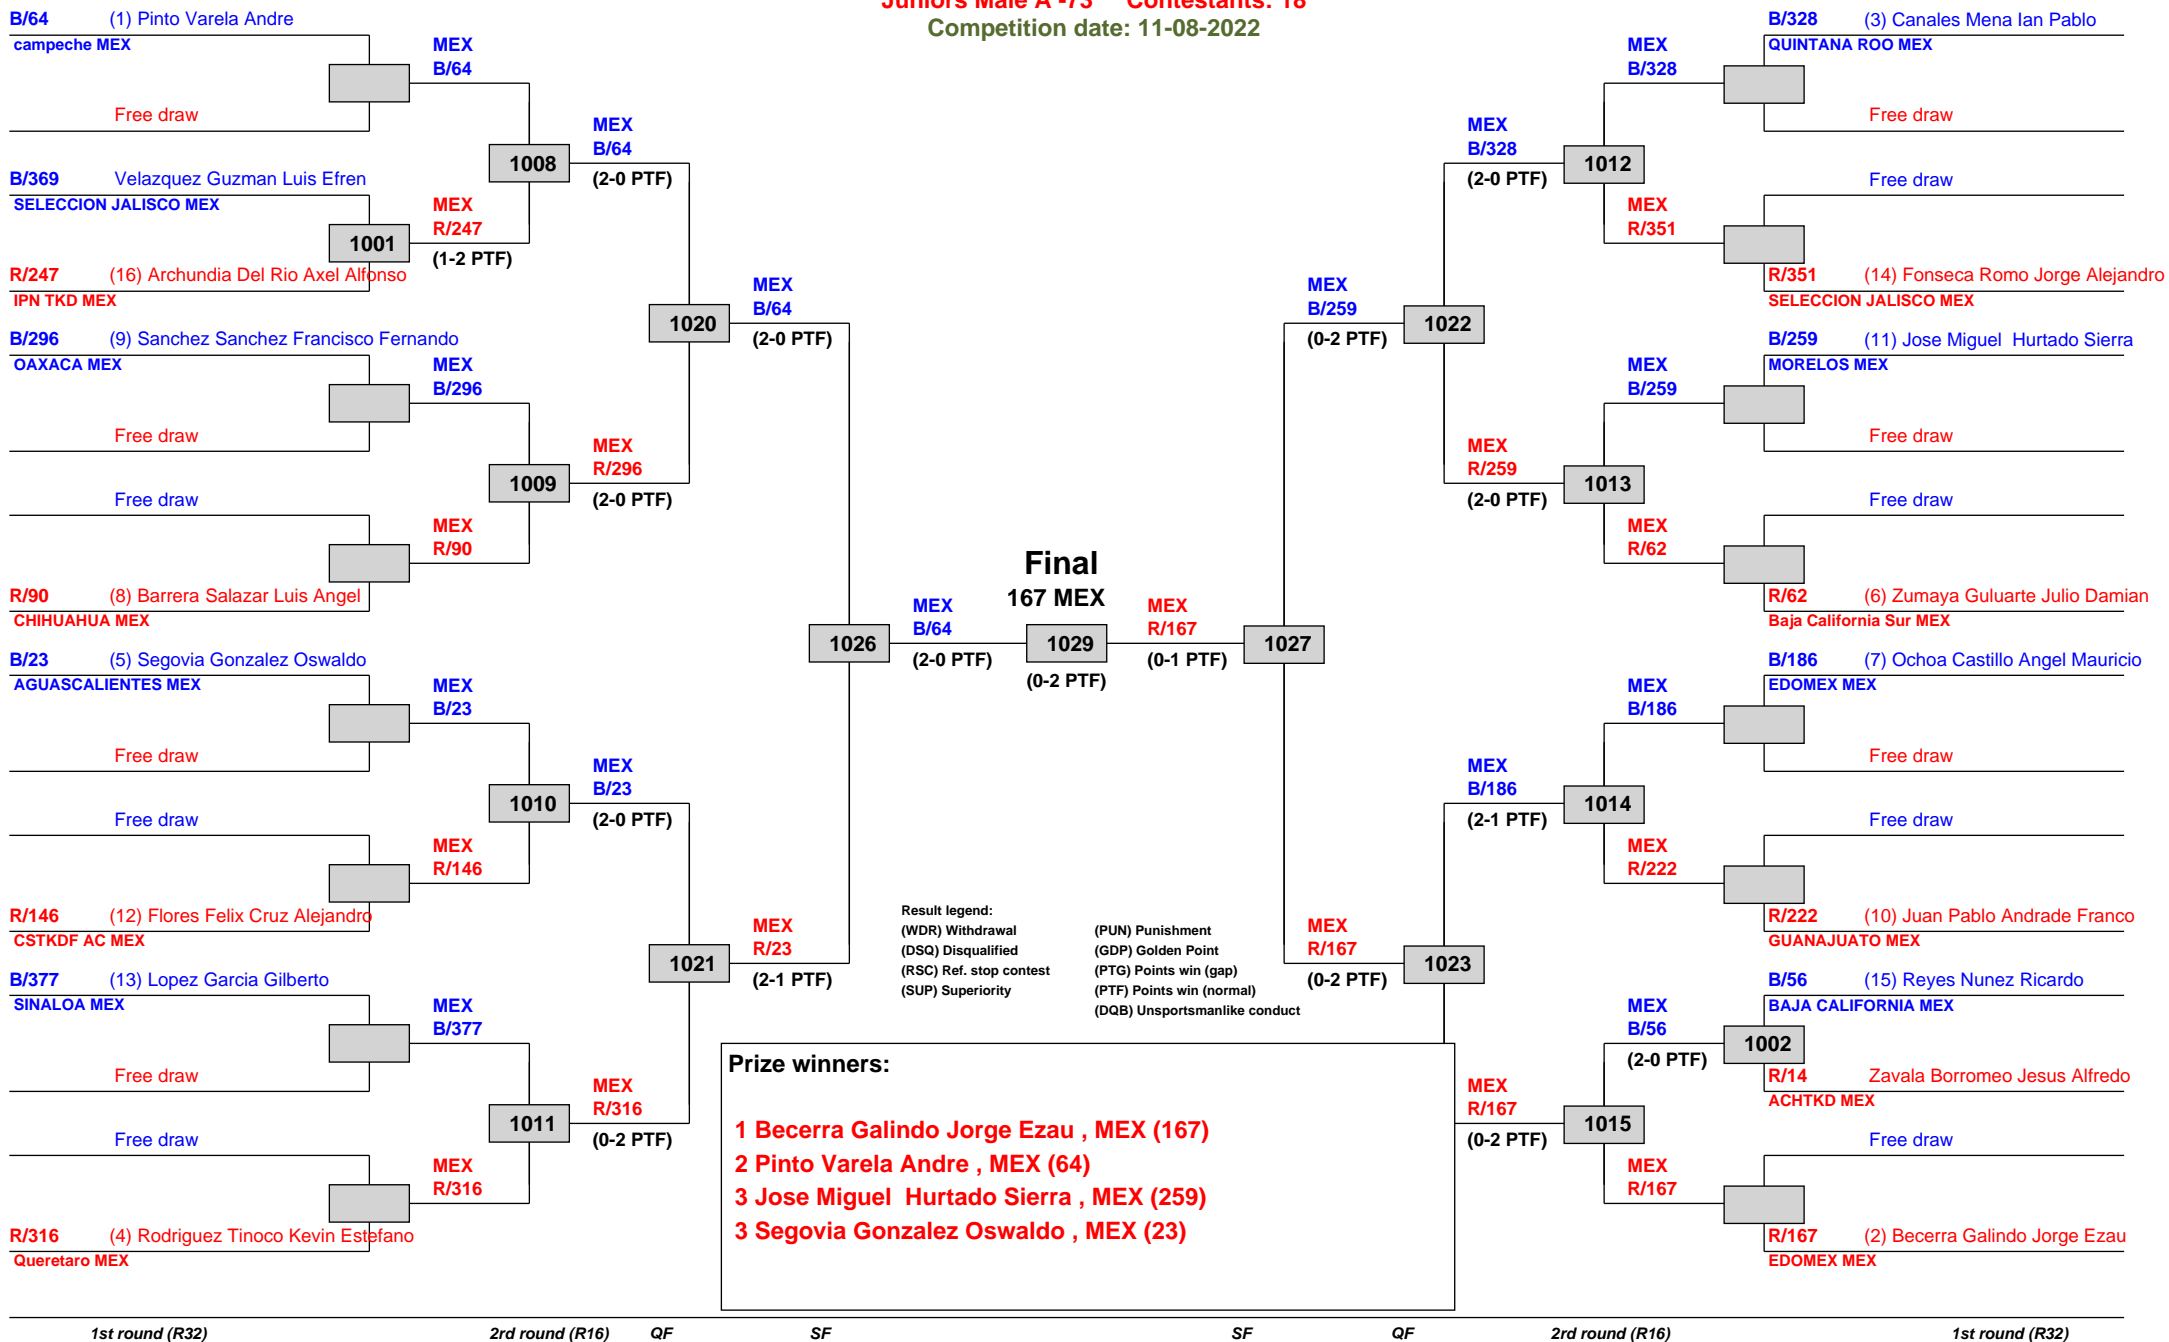 Juniors Male A -73 Contestants: 18
Competition date: 11-08-2022
B/64 (1) Pinto Varela Andre
campeche MEX
Free draw
B/369 Velazquez Guzman Luis Efren
SELECCION JALISCO MEX
1001
R/247 (16) Archundia Del Rio Axel Alfonso
IPN TKD MEX
B/296 (9) Sanchez Sanchez Francisco Fernando
OAXACA MEX
Free draw
Free draw
R/90 (8) Barrera Salazar Luis Angel
CHIHUAHUA MEX
B/23 (5) Segovia Gonzalez Oswaldo
AGUASCALIENTES MEX
Free draw
Free draw
R/146 (12) Flores Felix Cruz Alejandro
CSTKDF AC MEX
B/377 (13) Lopez Garcia Gilberto
SINALOA MEX
Free draw
Free draw
R/316 (4) Rodriguez Tinoco Kevin Estefano
Queretaro MEX
MEX
B/64
1008
MEX
R/247
(1-2 PTF)
MEX
B/296
1009
MEX
R/90
MEX
B/23
1010
MEX
R/146
MEX
B/377
1011
MEX
R/316
MEX
B/64
(2-0 PTF)
1020
MEX
R/296
(2-0 PTF)
MEX
B/23
(2-0 PTF)
1021
MEX
R/316
(0-2 PTF)
MEX
B/64
(2-0 PTF)
1026
MEX
R/23
(2-1 PTF)
MEX
B/64
(2-0 PTF)
Final
167 MEX
1029
(0-2 PTF)
MEX
R/167
(0-1 PTF)
MEX
B/259
(0-2 PTF)
1027
MEX
R/167
(0-2 PTF)
MEX
B/328
(2-0 PTF)
1022
MEX
R/259
(2-0 PTF)
MEX
B/186
(2-1 PTF)
1023
MEX
R/167
(0-2 PTF)
MEX
B/328
1012
MEX
R/351
MEX
B/259
1013
MEX
R/62
MEX
B/186
1014
MEX
R/222
MEX
B/56
(2-0 PTF)
1015
MEX
R/167
B/328 (3) Canales Mena Ian Pablo
QUINTANA ROO MEX
Free draw
Free draw
R/351 (14) Fonseca Romo Jorge Alejandro
SELECCION JALISCO MEX
B/259 (11) Jose Miguel Hurtado Sierra
MORELOS MEX
Free draw
Free draw
R/62 (6) Zumaya Guluarte Julio Damian
Baja California Sur MEX
B/186 (7) Ochoa Castillo Angel Mauricio
EDOMEX MEX
Free draw
Free draw
R/222 (10) Juan Pablo Andrade Franco
GUANAJUATO MEX
B/56 (15) Reyes Nunez Ricardo
BAJA CALIFORNIA MEX
1002
R/14 Zavala Borromeo Jesus Alfredo
ACHTKD MEX
Free draw
R/167 (2) Becerra Galindo Jorge Ezau
EDOMEX MEX
Result legend:
(WDR) Withdrawal (PUN) Punishment
(DSQ) Disqualified (GDP) Golden Point
(RSC) Ref. stop contest (PTG) Points win (gap)
(SUP) Superiority (PTF) Points win (normal)
(DQB) Unsportsmanlike conduct
Prize winners:
1 Becerra Galindo Jorge Ezau , MEX (167)
2 Pinto Varela Andre , MEX (64)
3 Jose Miguel Hurtado Sierra , MEX (259)
3 Segovia Gonzalez Oswaldo , MEX (23)
1st round (R32) 2rd round (R16) QF SF SF QF 2rd round (R16) 1st round (R32)